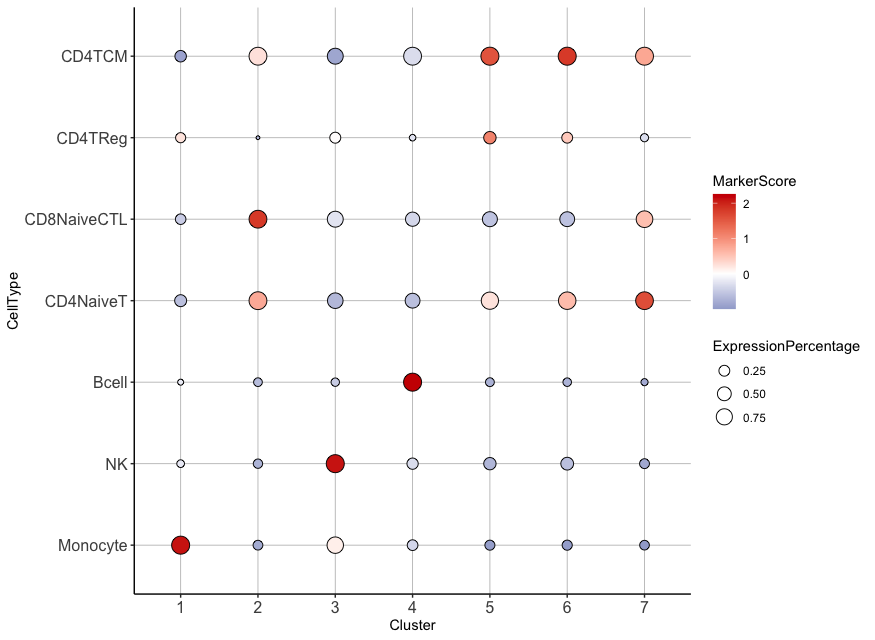 CellType
CD4TCM
CD4TReg
CD8NaiveCTL
CD4NaiveT
Bcell
NK
Monocyte
1 2 3 4 5 6 7
Cluster
MarkerScore
2
1
0
ExpressionPercentage
0.25
0.50
0.75